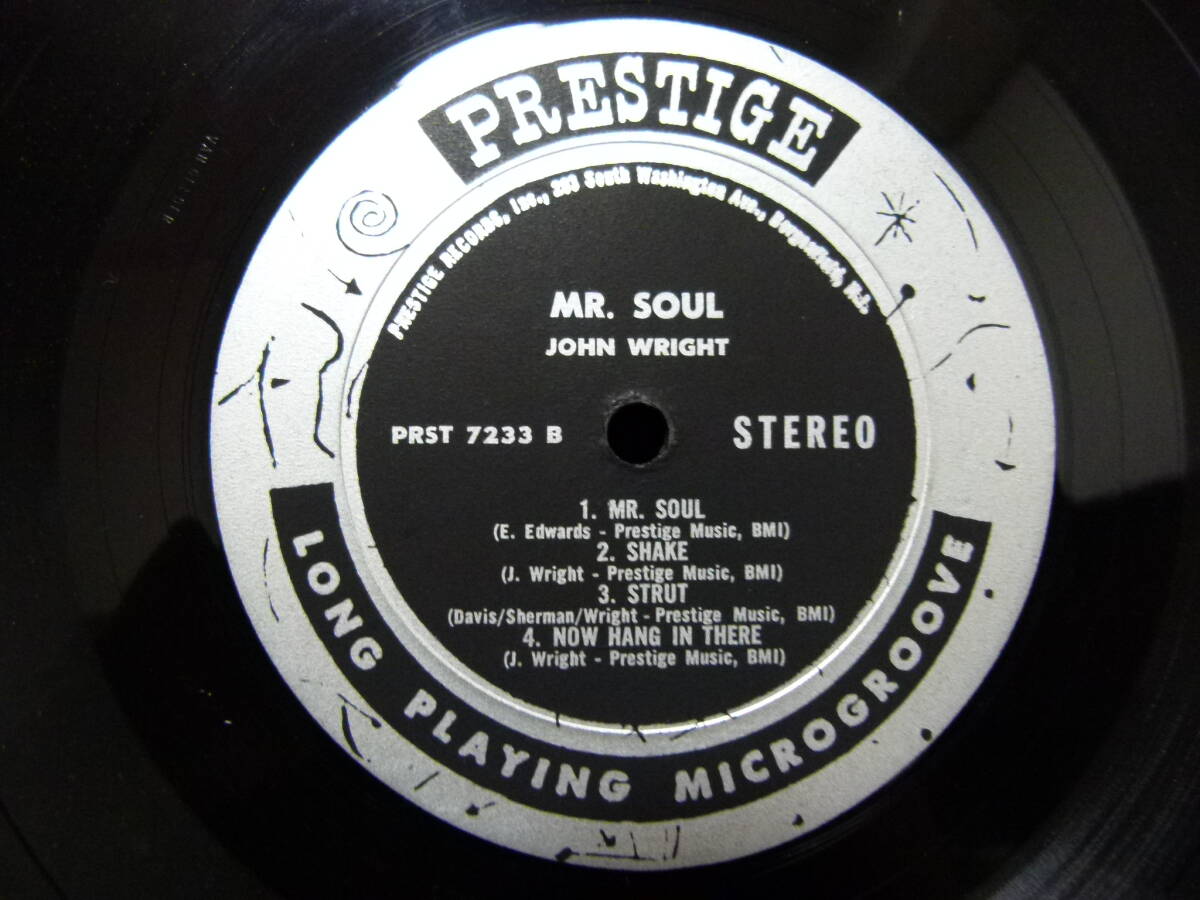 PRESTIGE
PRESTIGE RECORDS, Inc., 203 South Washington Ave., Bergenfield, N.J.
MR. SOUL
JOHN WRIGHT
PRST 7233 B
STEREO
1. MR. SOUL
(E. Edwards - Prestige Music, BMI)
2. SHAKE
(J. Wright - Prestige Music, BMI)
3. STRUT
(Davis/Sherman/Wright - Prestige Music, BMI)
4. NOW HANG IN THERE
(J. Wright - Prestige Music, BMI)
LONG PLAYING MICROGROOVE
VAN GELDER